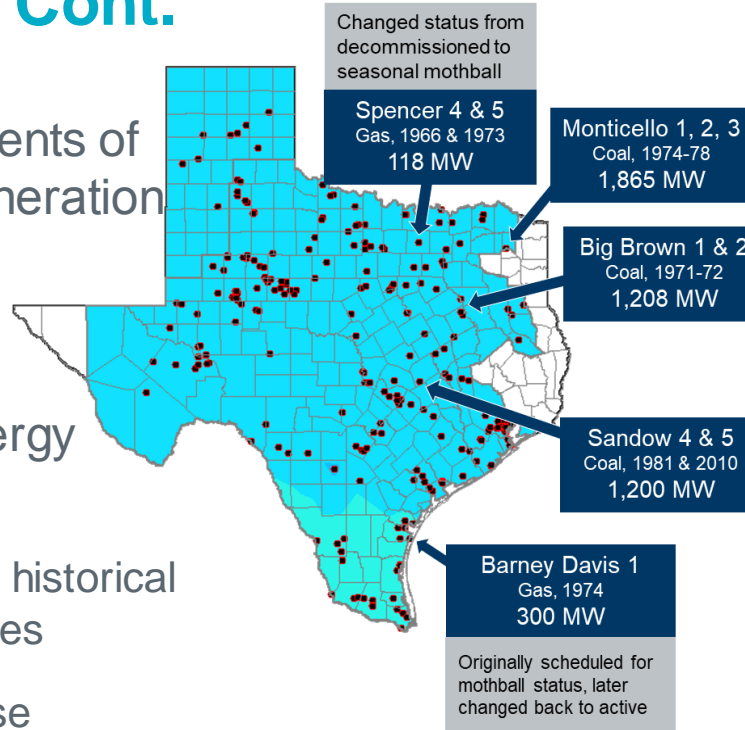 Cont.
ents of
neration
ergy
historical
es
se
Changed status from
decommissioned to
seasonal mothball
Spencer 4 & 5
Gas, 1966 & 1973
118 MW
Monticello 1, 2, 3
Coal, 1974-78
1,865 MW
Big Brown 1 & 2
Coal, 1971-72
1,208 MW
Sandow 4 & 5
Coal, 1981 & 2010
1,200 MW
Barney Davis 1
Gas, 1974
300 MW
Originally scheduled for
mothball status, later
changed back to active